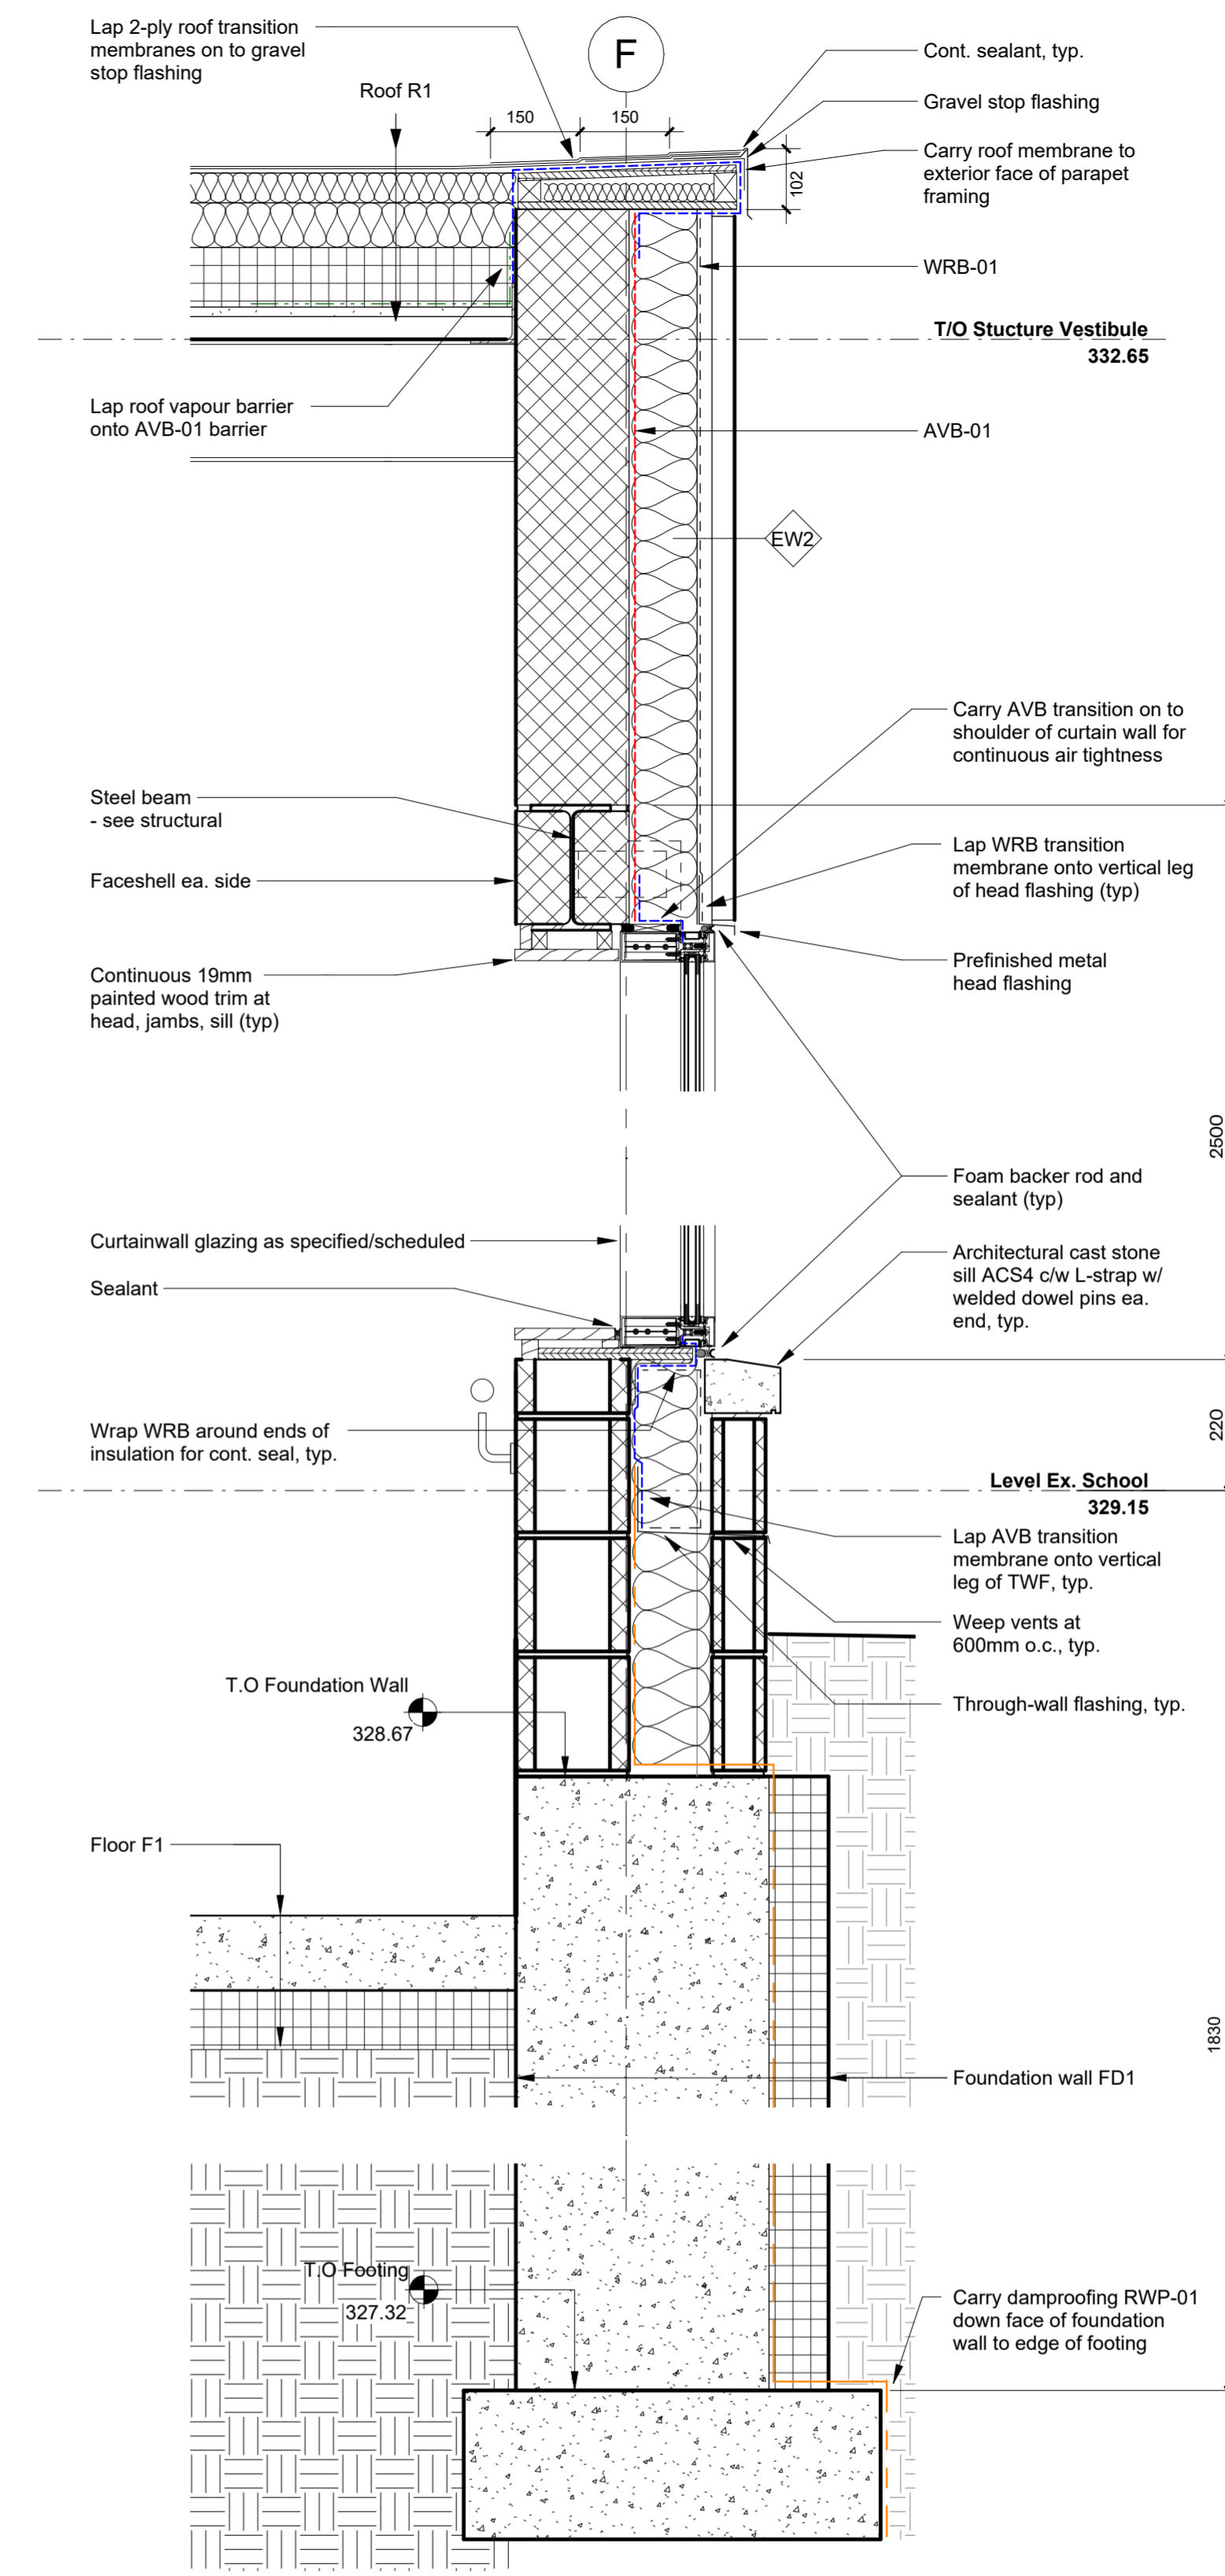 Lap 2-ply roof transition
membranes on to gravel
stop flashing
F
Cont. sealant, typ.
Roof R1
Gravel stop flashing
150
150
Carry roof membrane to
exterior face of parapet
framing
102
WRB-01
T/O Stucture Vestibule
332.65
Lap roof vapour barrier
onto AVB-01 barrier
AVB-01
EW2
Carry AVB transition on to
shoulder of curtain wall for
continuous air tightness
Steel beam
- see structural
Lap WRB transition
membrane onto vertical leg
of head flashing (typ)
Faceshell ea. side
Prefinished metal
head flashing
Continuous 19mm
painted wood trim at
head, jambs, sill (typ)
2500
Foam backer rod and
sealant (typ)
Curtainwall glazing as specified/scheduled
Architectural cast stone
sill ACS4 c/w L-strap w/
welded dowel pins ea.
end, typ.
Sealant
Wrap WRB around ends of
insulation for cont. seal, typ.
220
Level Ex. School
329.15
Lap AVB transition
membrane onto vertical
leg of TWF, typ.
Weep vents at
600mm o.c., typ.
T.O Foundation Wall
328.67
Through-wall flashing, typ.
Floor F1
1830
Foundation wall FD1
T.O Footing
327.32
Carry damproofing RWP-01
down face of foundation
wall to edge of footing